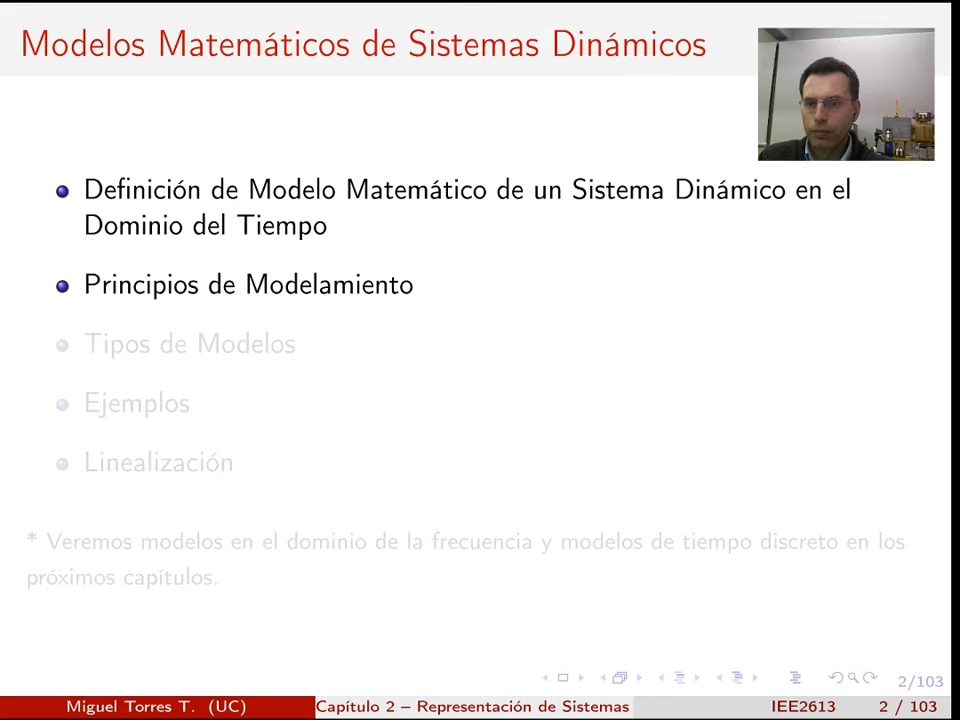 Modelos Matemáticos de Sistemas Dinámicos
Definición de Modelo Matemático de un Sistema Dinámico en el
Dominio del Tiempo
Principios de Modelamiento
Tipos de Modelos
Ejemplos
Linealización
* Veremos modelos en el dominio de la frecuencia y modelos de tiempo discreto en los
próximos capítulos.
2/103
Miguel Torres T. (UC) Capítulo 2 – Representación de Sistemas IEE2613 2 / 103